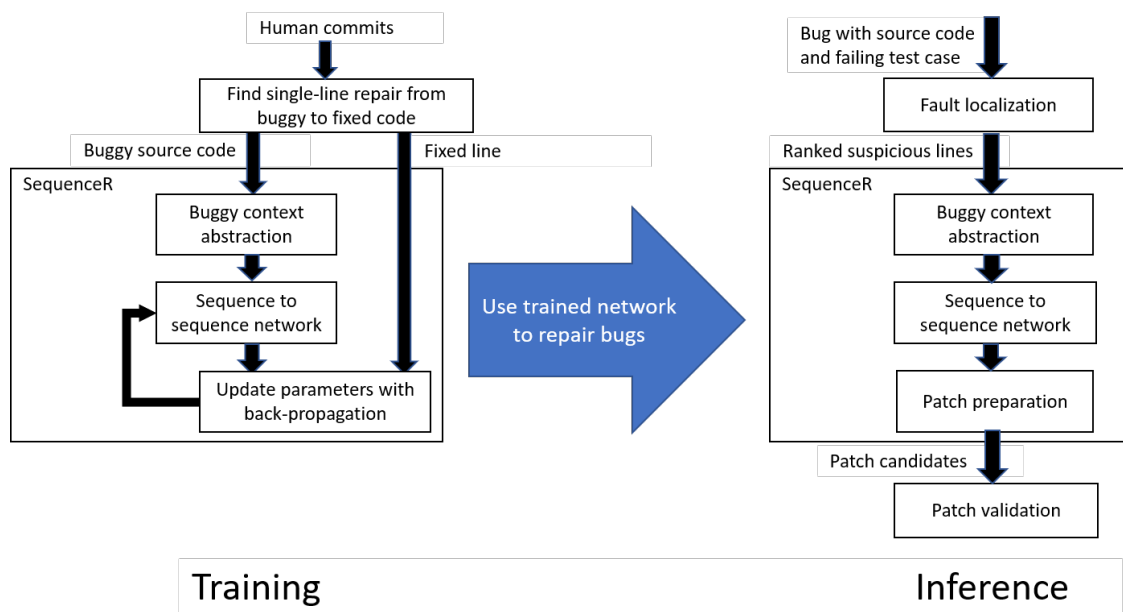 Human commits
Find single-line repair from
buggy to fixed code
Buggy source code
Fixed line
SequenceR
Buggy context
abstraction
Sequence to
sequence network
Update parameters with
back-propagation
Use trained network
to repair bugs
Bug with source code
and failing test case
Fault localization
Ranked suspicious lines
SequenceR
Buggy context
abstraction
Sequence to
sequence network
Patch preparation
Patch candidates
Patch validation
Training
Inference